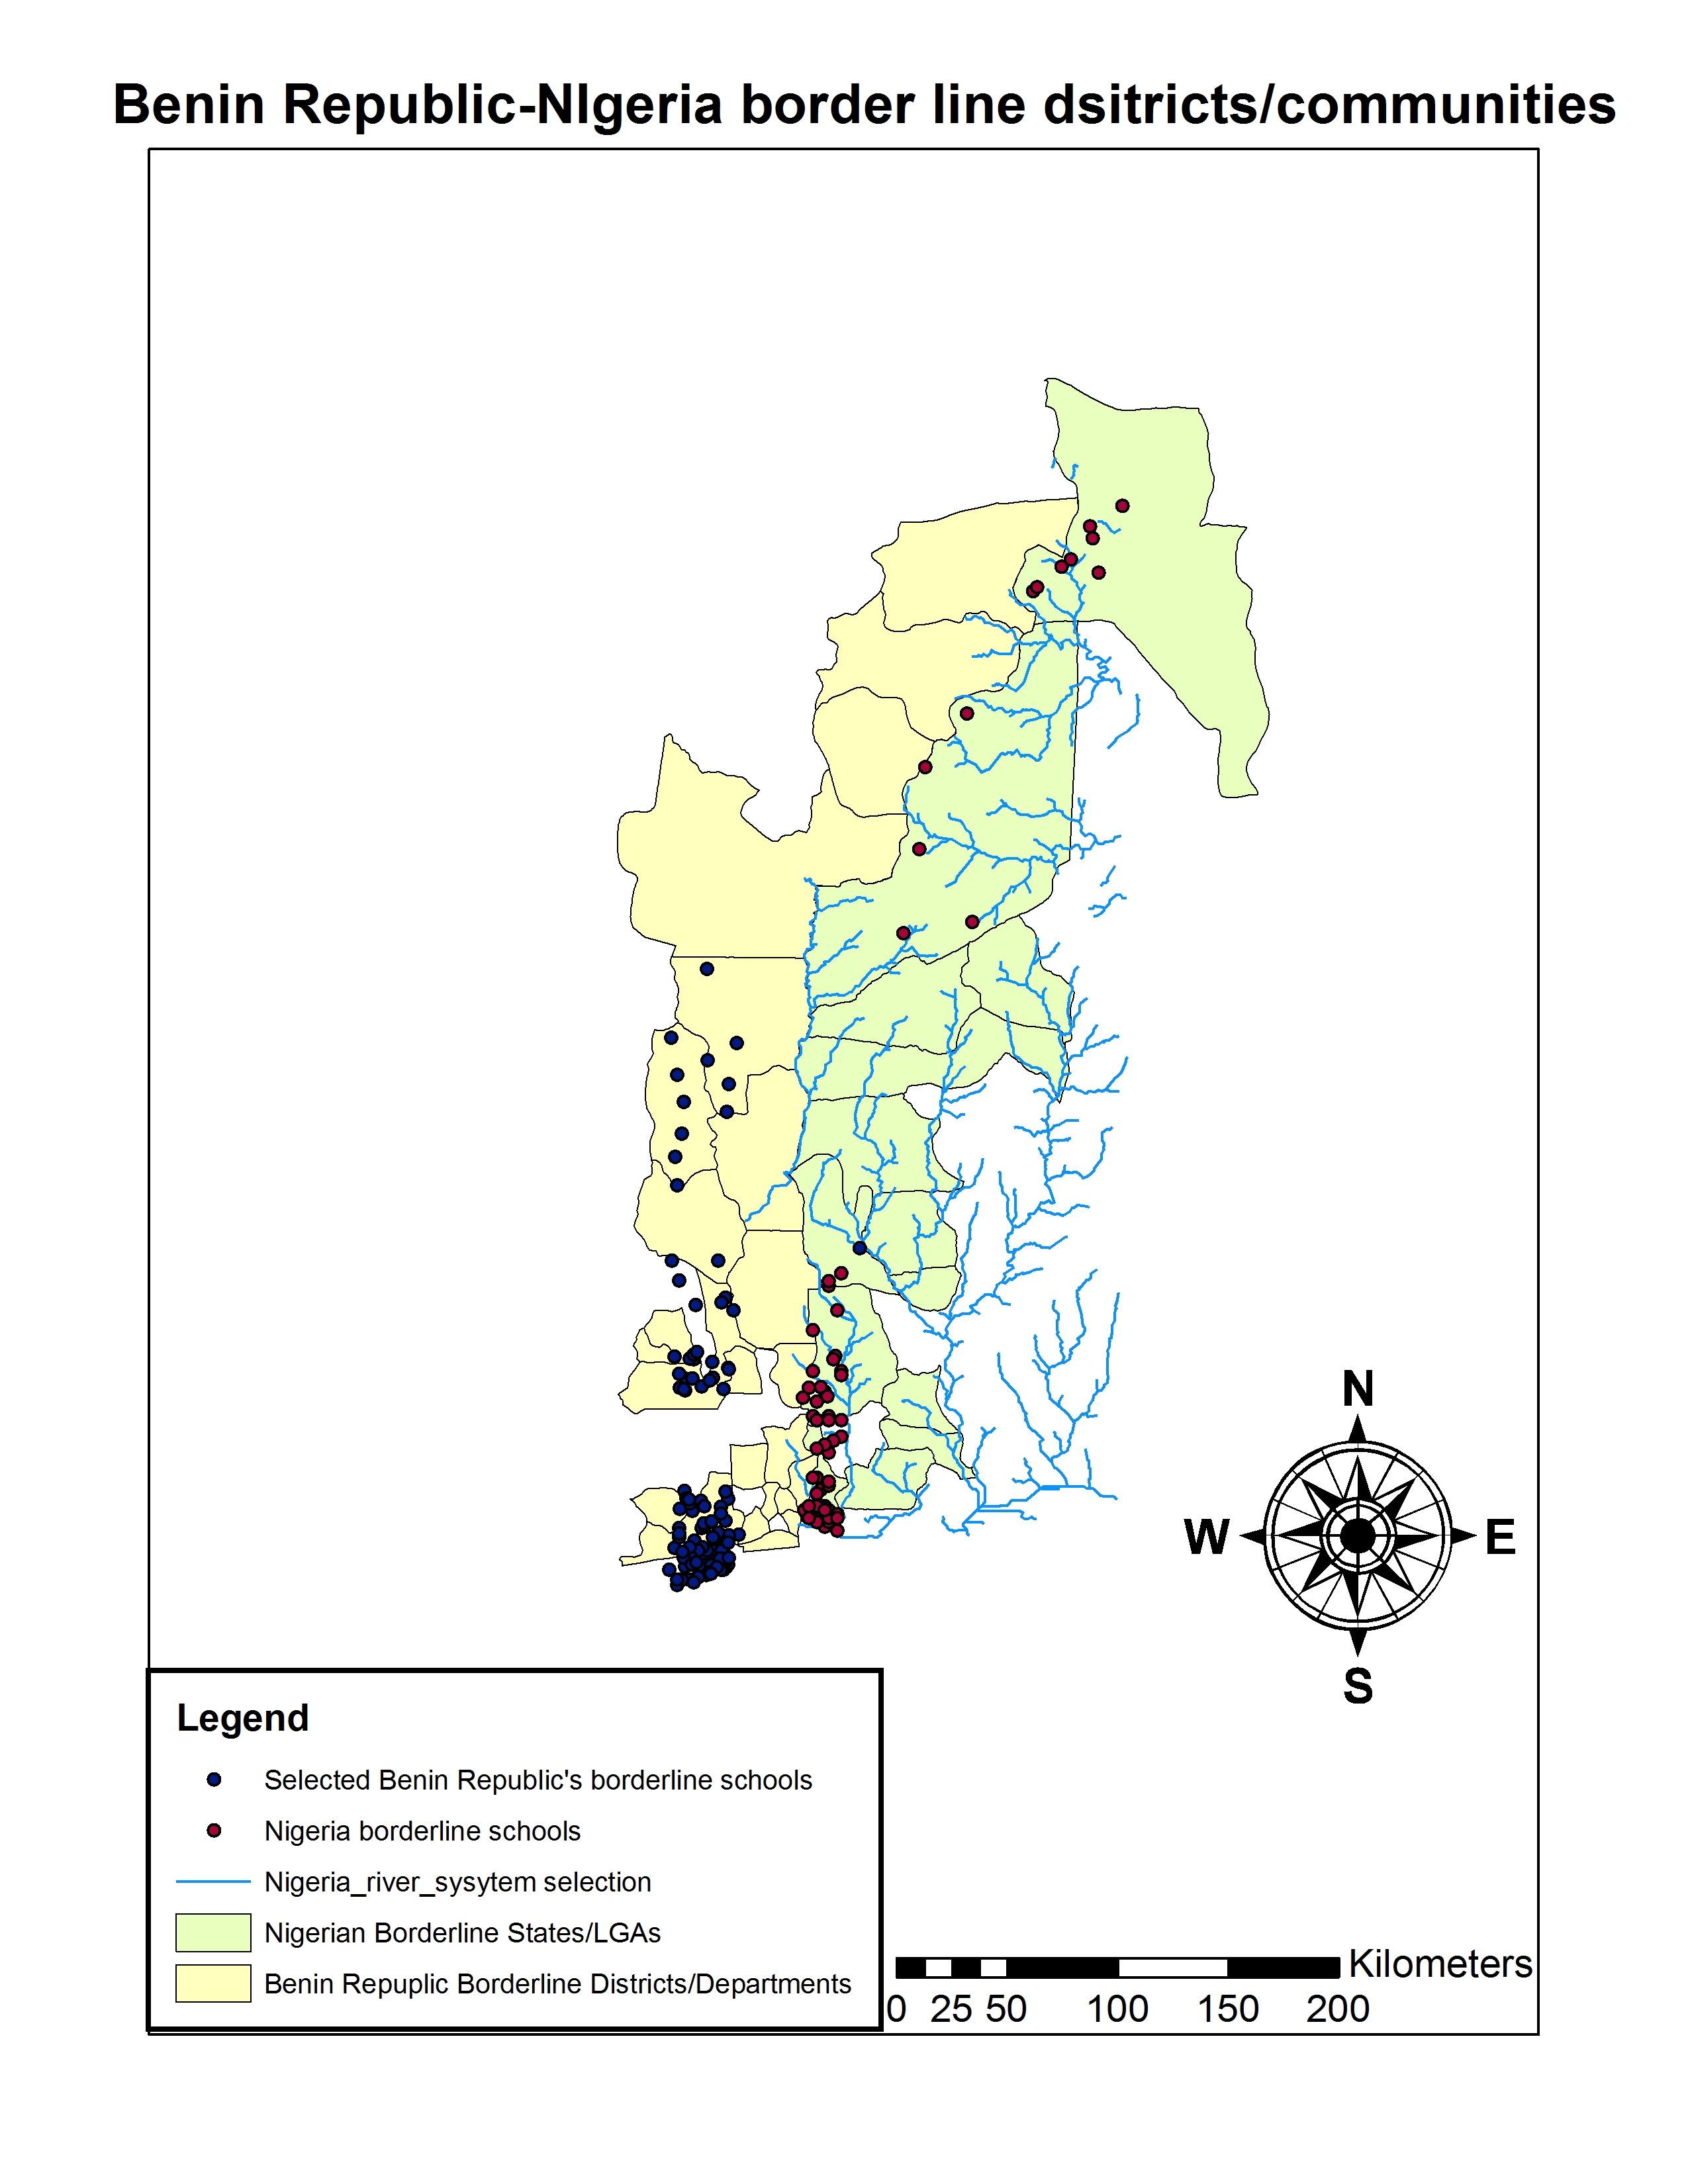 Benin Republic-NIgeria border line dsitricts/communities
N
W
E
S
Legend
Selected Benin Republic's borderline schools
Nigeria borderline schools
Nigeria_river_sysytem selection
Nigerian Borderline States/LGAs
Benin Repuplic Borderline Districts/Departments
Kilometers
0 25 50 100 150 200